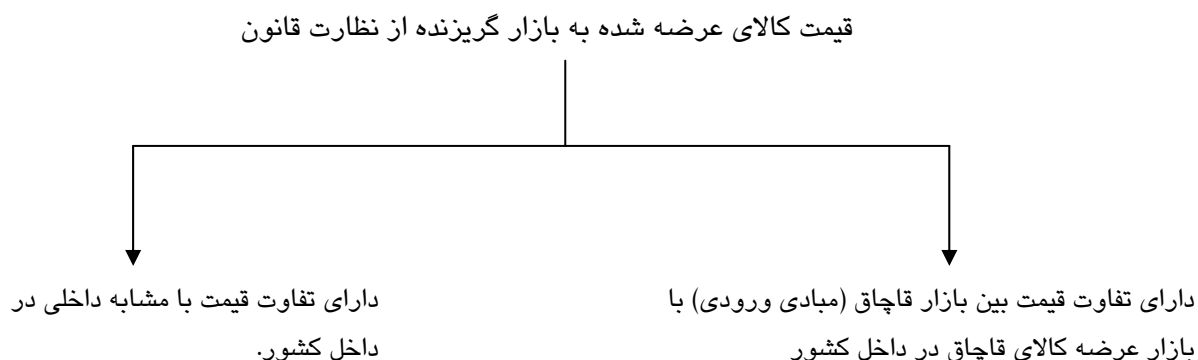 قیمت کالای عرضه شده به بازار گریزنده از نظارت قانون
دارای تفاوت قیمت بین بازار قاچاق (مبادی ورودی) با
بازار عرضه کالای قاچاق در داخل کشور
دارای تفاوت قیمت با مشابه داخلی در
داخل کشور.